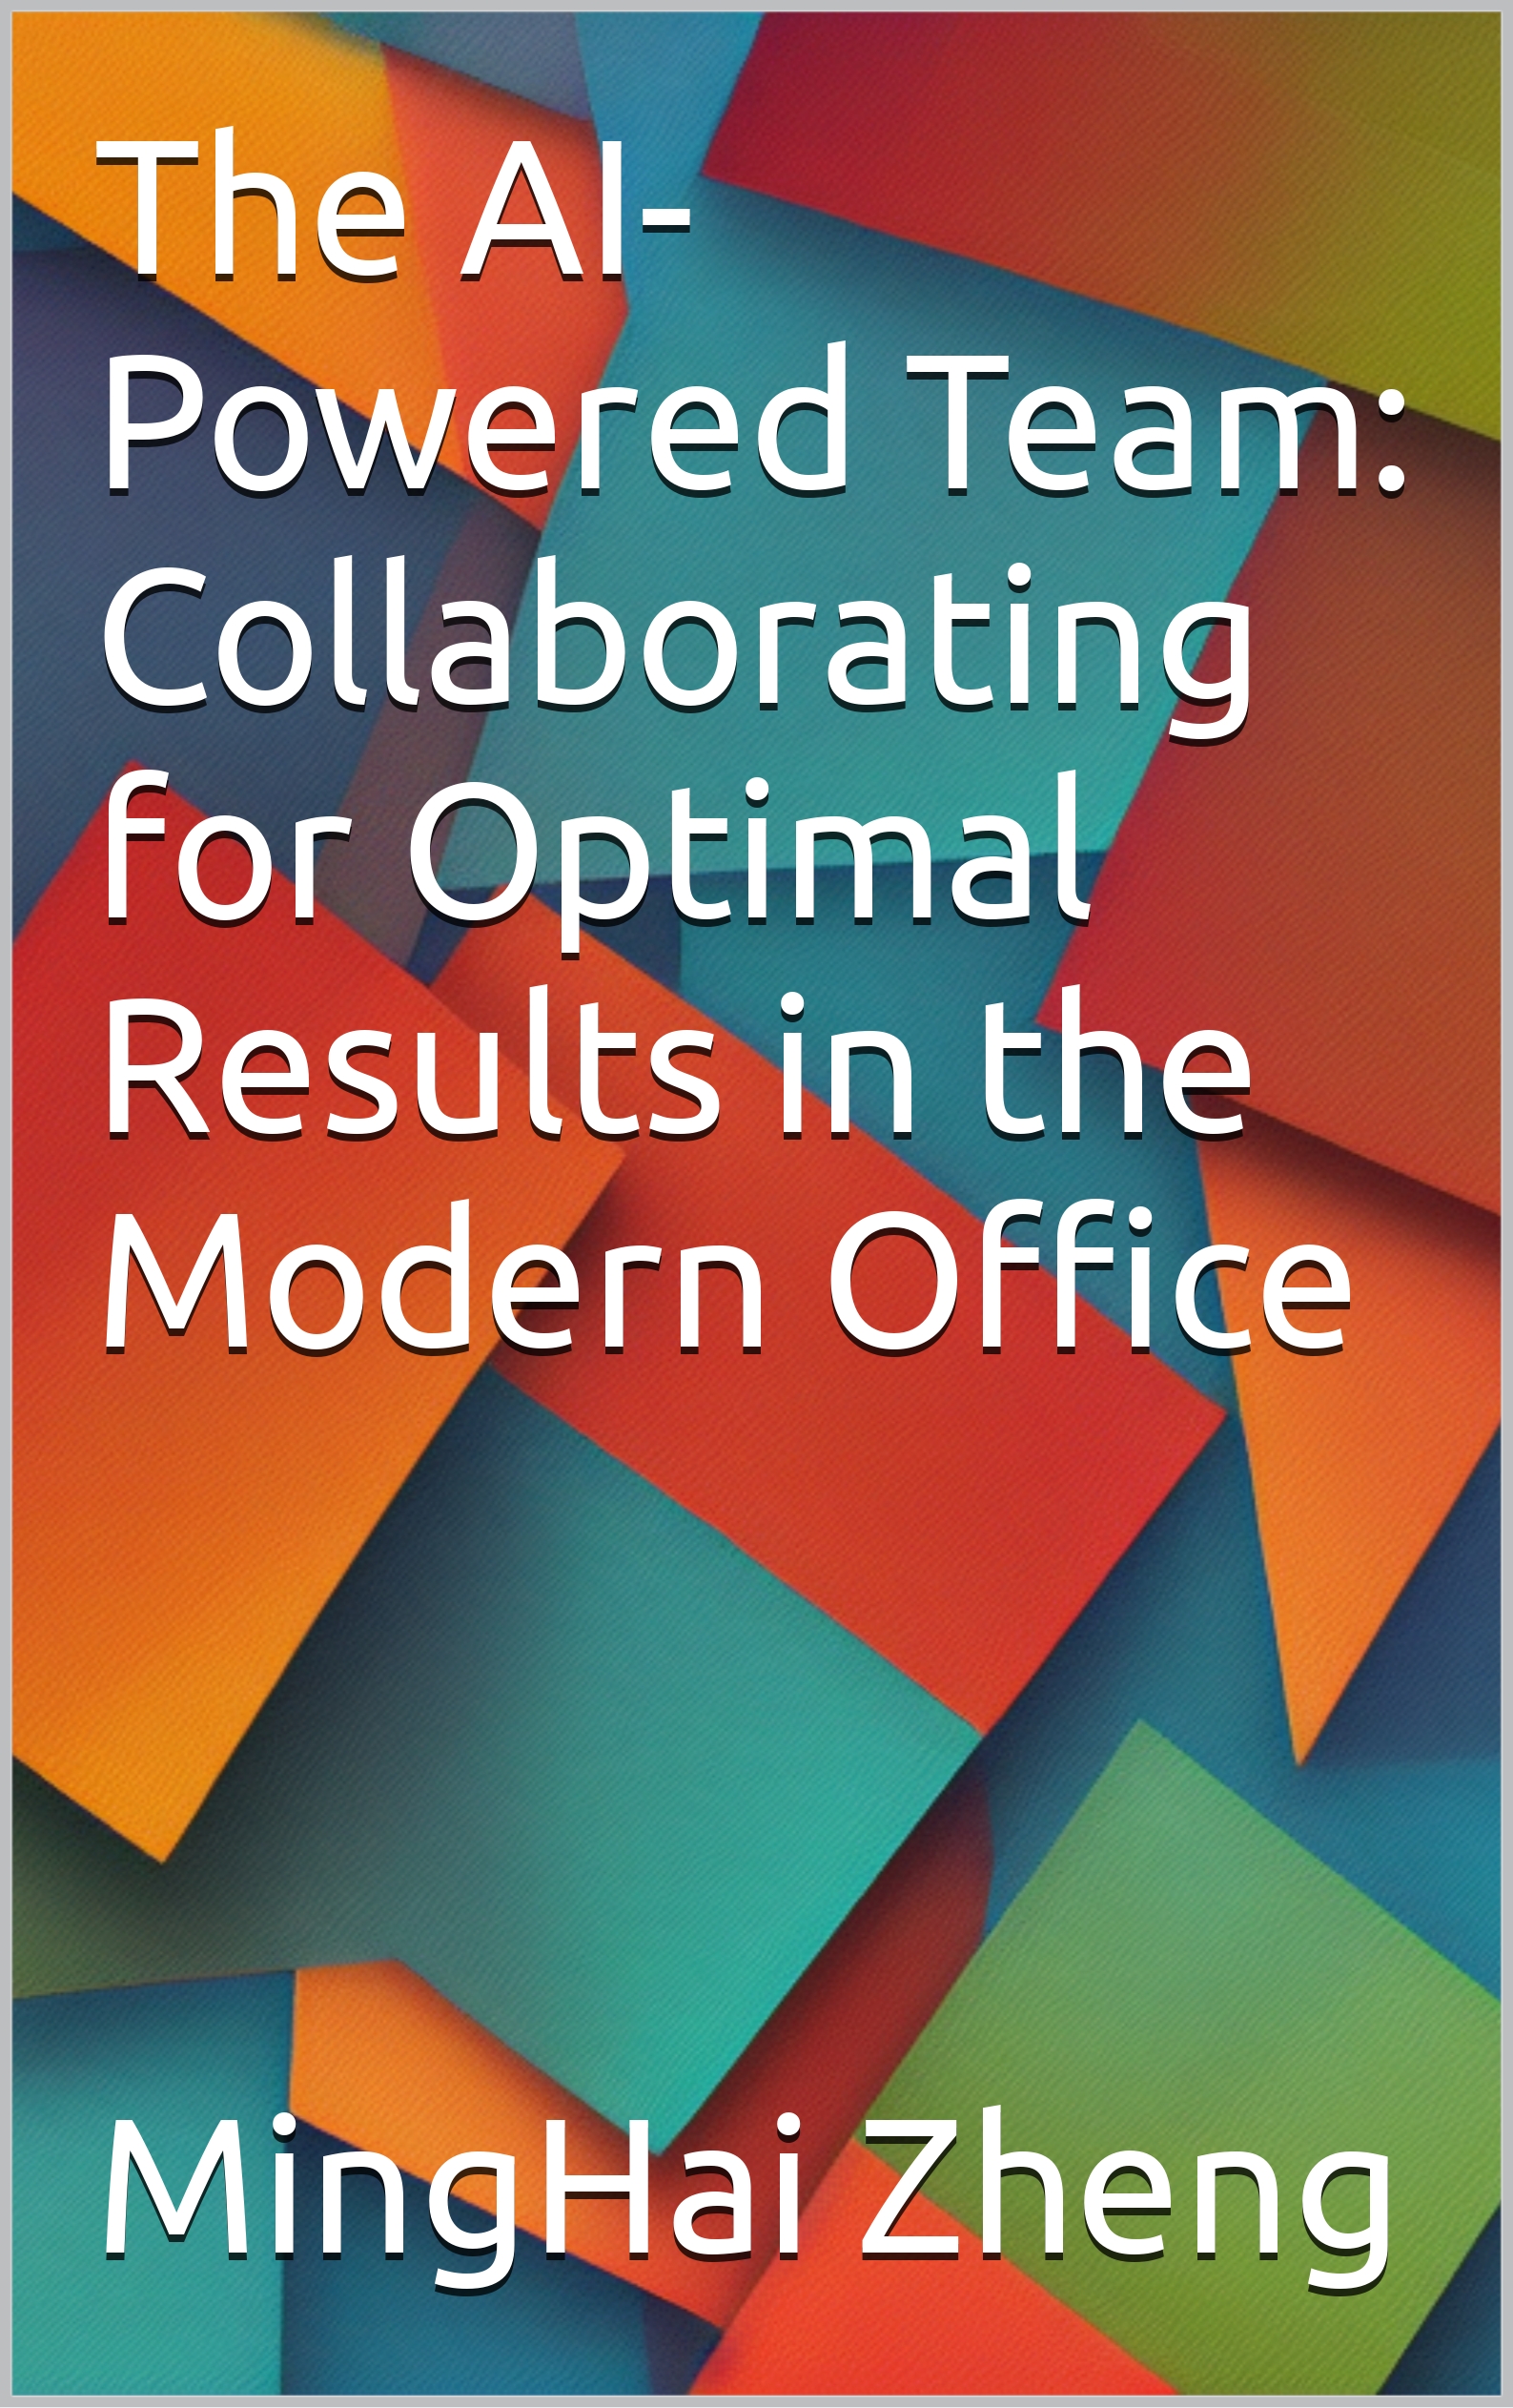 The AI-
Powered Team:
Collaborating
for Optimal
Results in the
Modern Office
MingHai Zheng